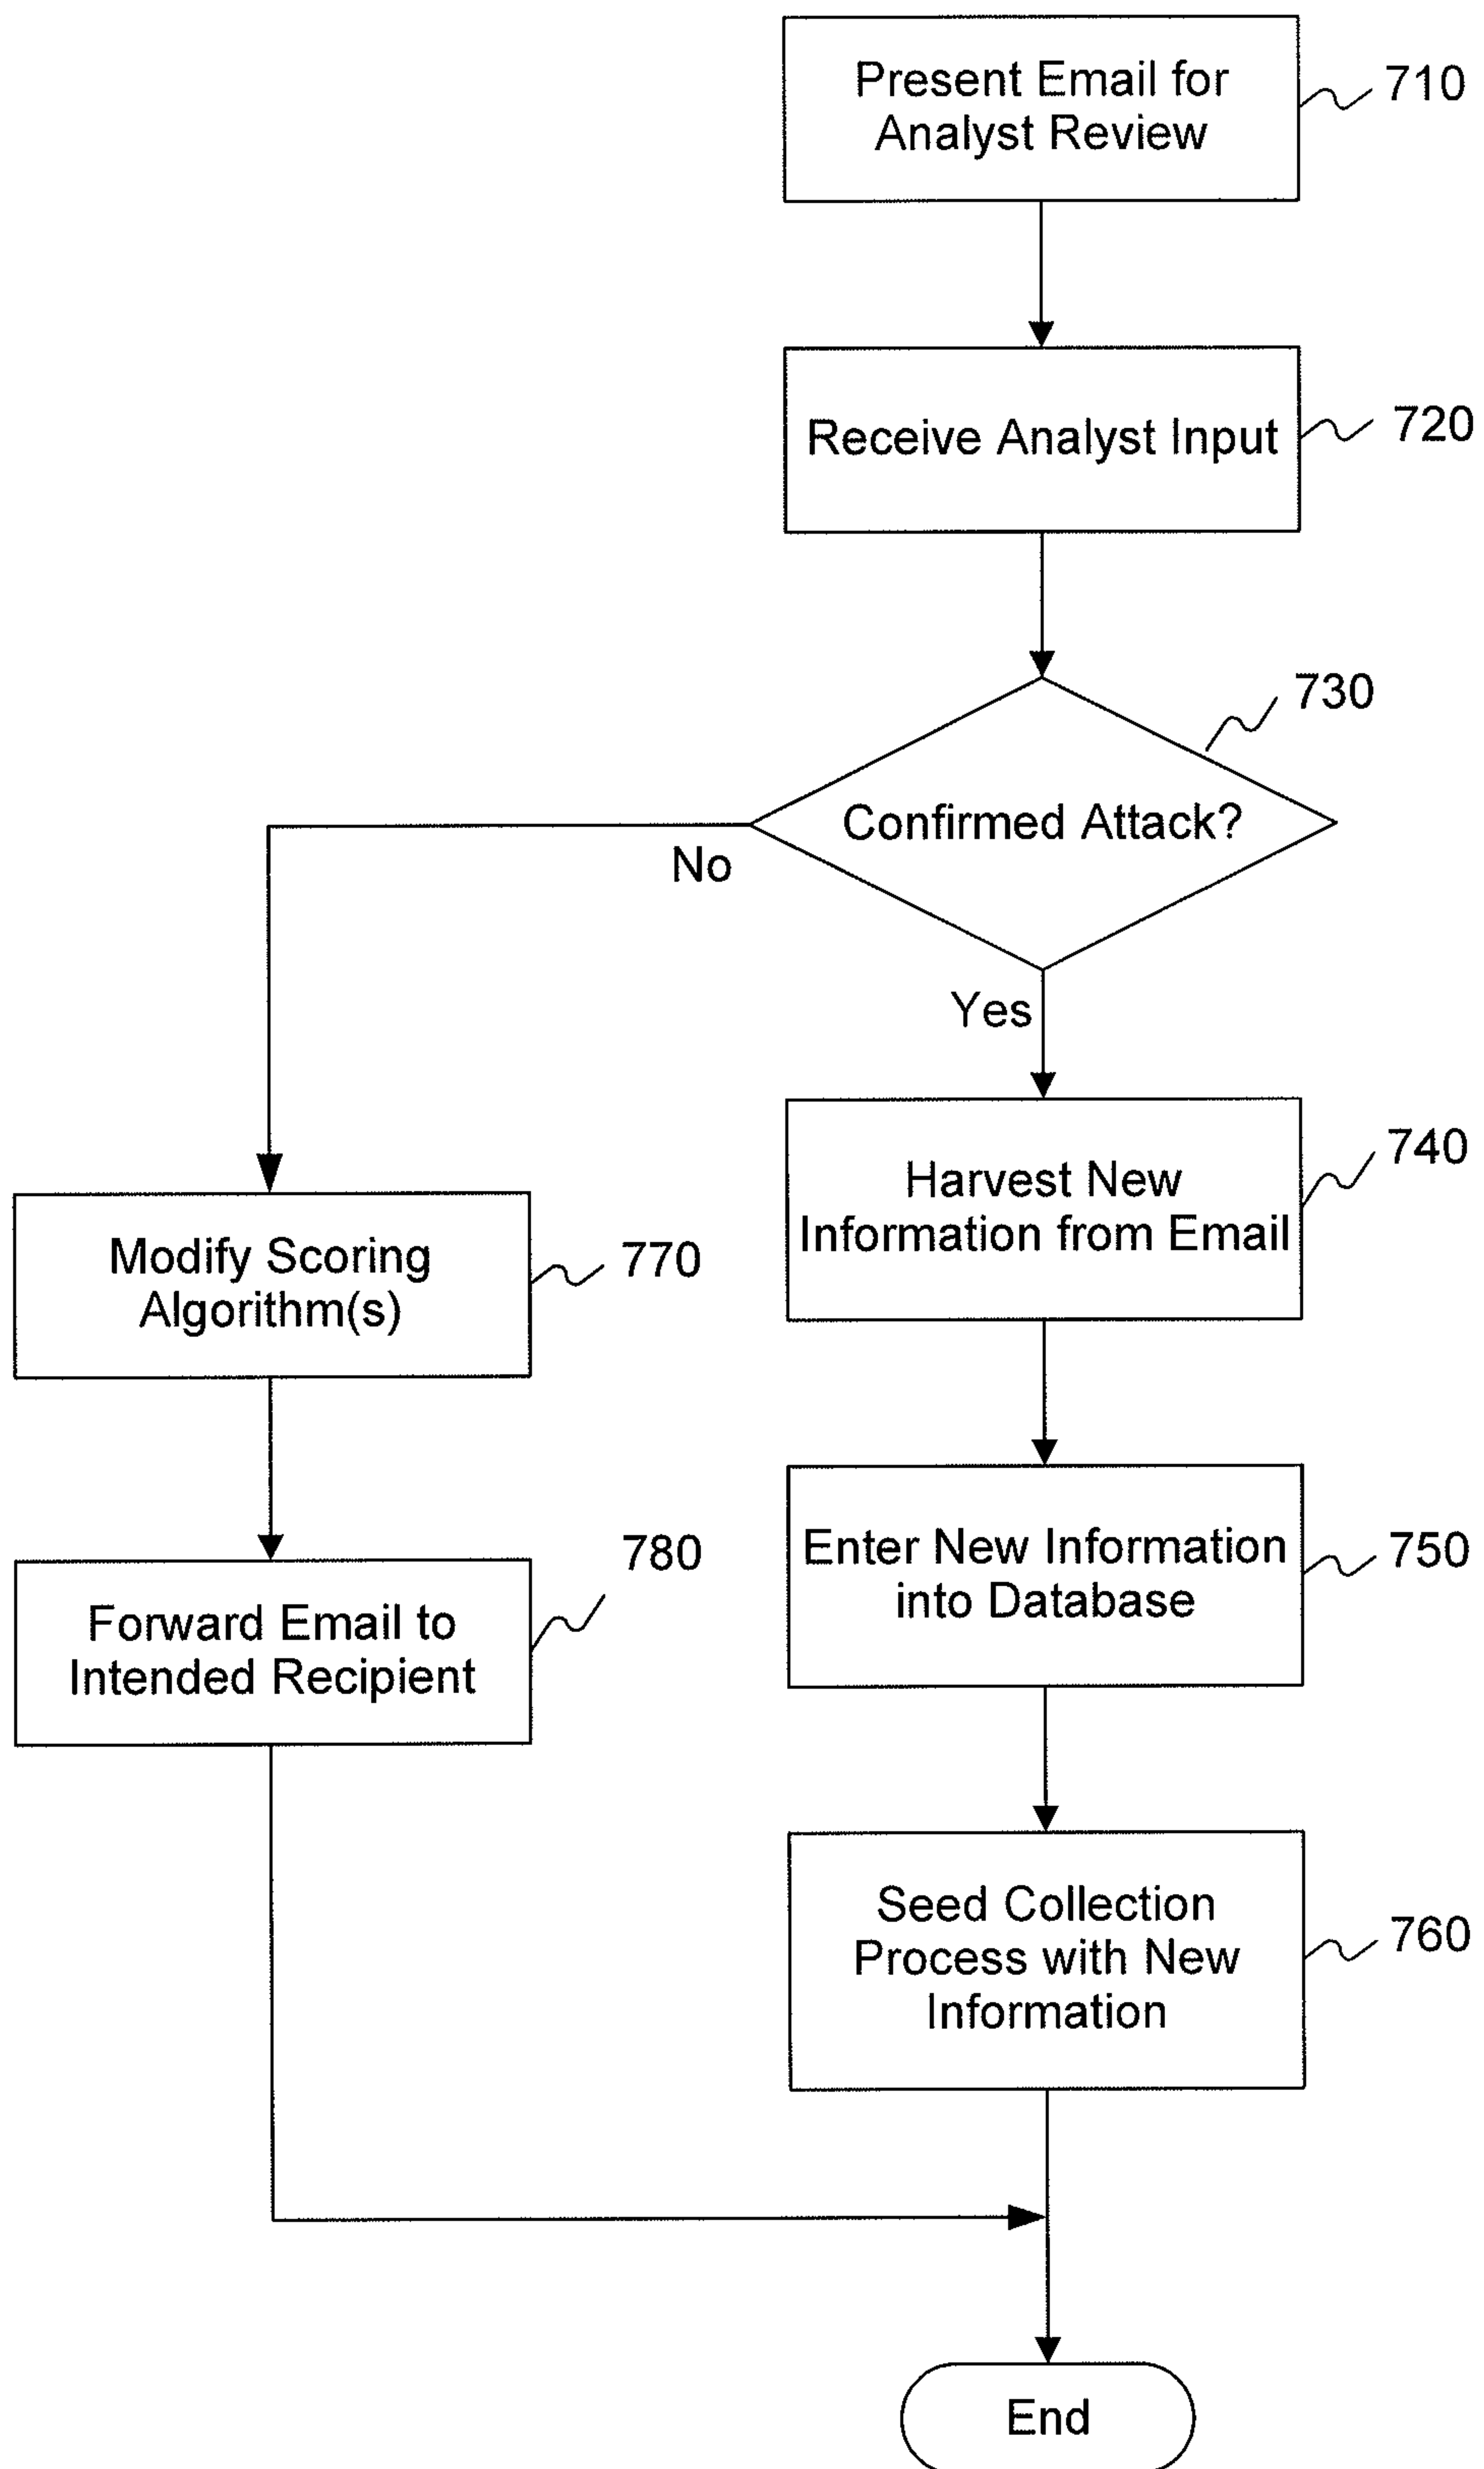 Present Email for
Analyst Review
710
Receive Analyst Input
720
730
Confirmed Attack?
No
Yes
Harvest New
Information from Email
740
Modify Scoring
Algorithm(s)
770
Enter New Information
into Database
750
Forward Email to
Intended Recipient
780
Seed Collection
Process with New
Information
760
End